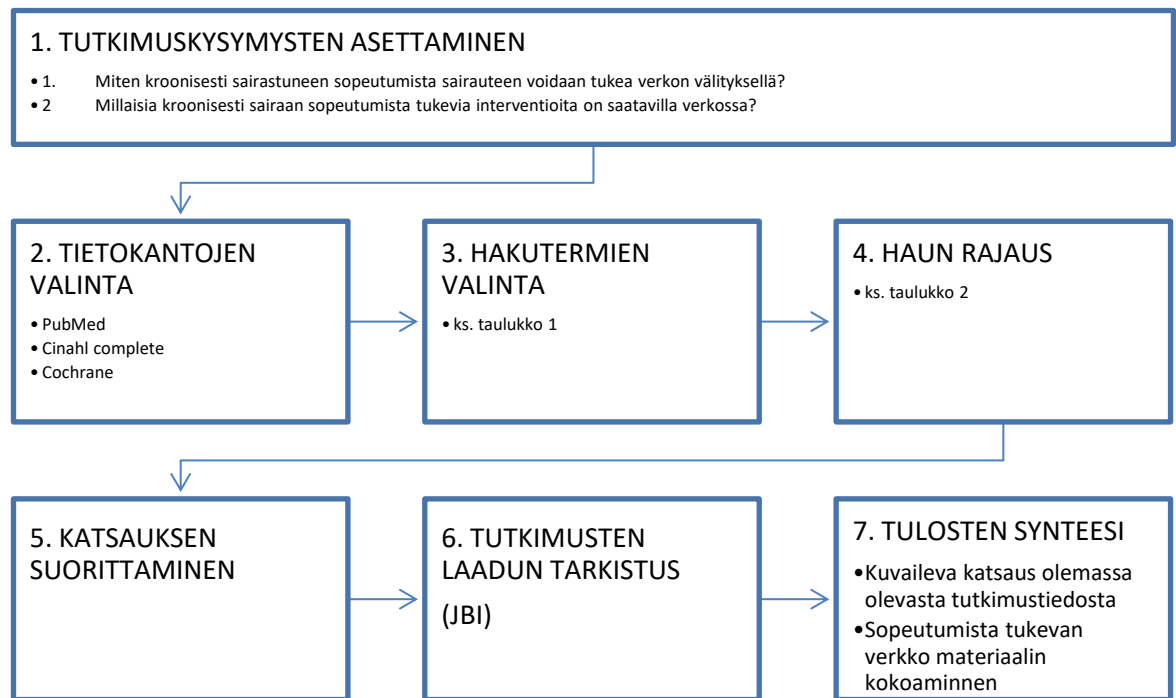 1. TUTKIMUSKYSYMYSTEN ASETTAMINEN
• 1. Miten kroonisesti sairastuneen sopeutumista sairauteen voidaan tukea verkon välityksellä?
• 2 Millaisia kroonisesti sairaan sopeutumista tukevia interventioita on saatavilla verkossa?
2. TIETOKANTOJEN
VALINTA
• PubMed
• Cinahl complete
• Cochrane
3. HAKUTERMIEN
VALINTA
• ks. taulukko 1
4. HAUN RAJAUS
• ks. taulukko 2
5. KATSAUKSEN
SUORITTAMINEN
6. TUTKIMUSTEN
LAADUN TARKISTUS
(JBI)
7. TULOSTEN SYNTEESI
• Kuvaileva katsaus olemassa
olevasta tutkimustiedosta
• Sopeutumista tukevan
verkko materiaalin
kokoaminnen